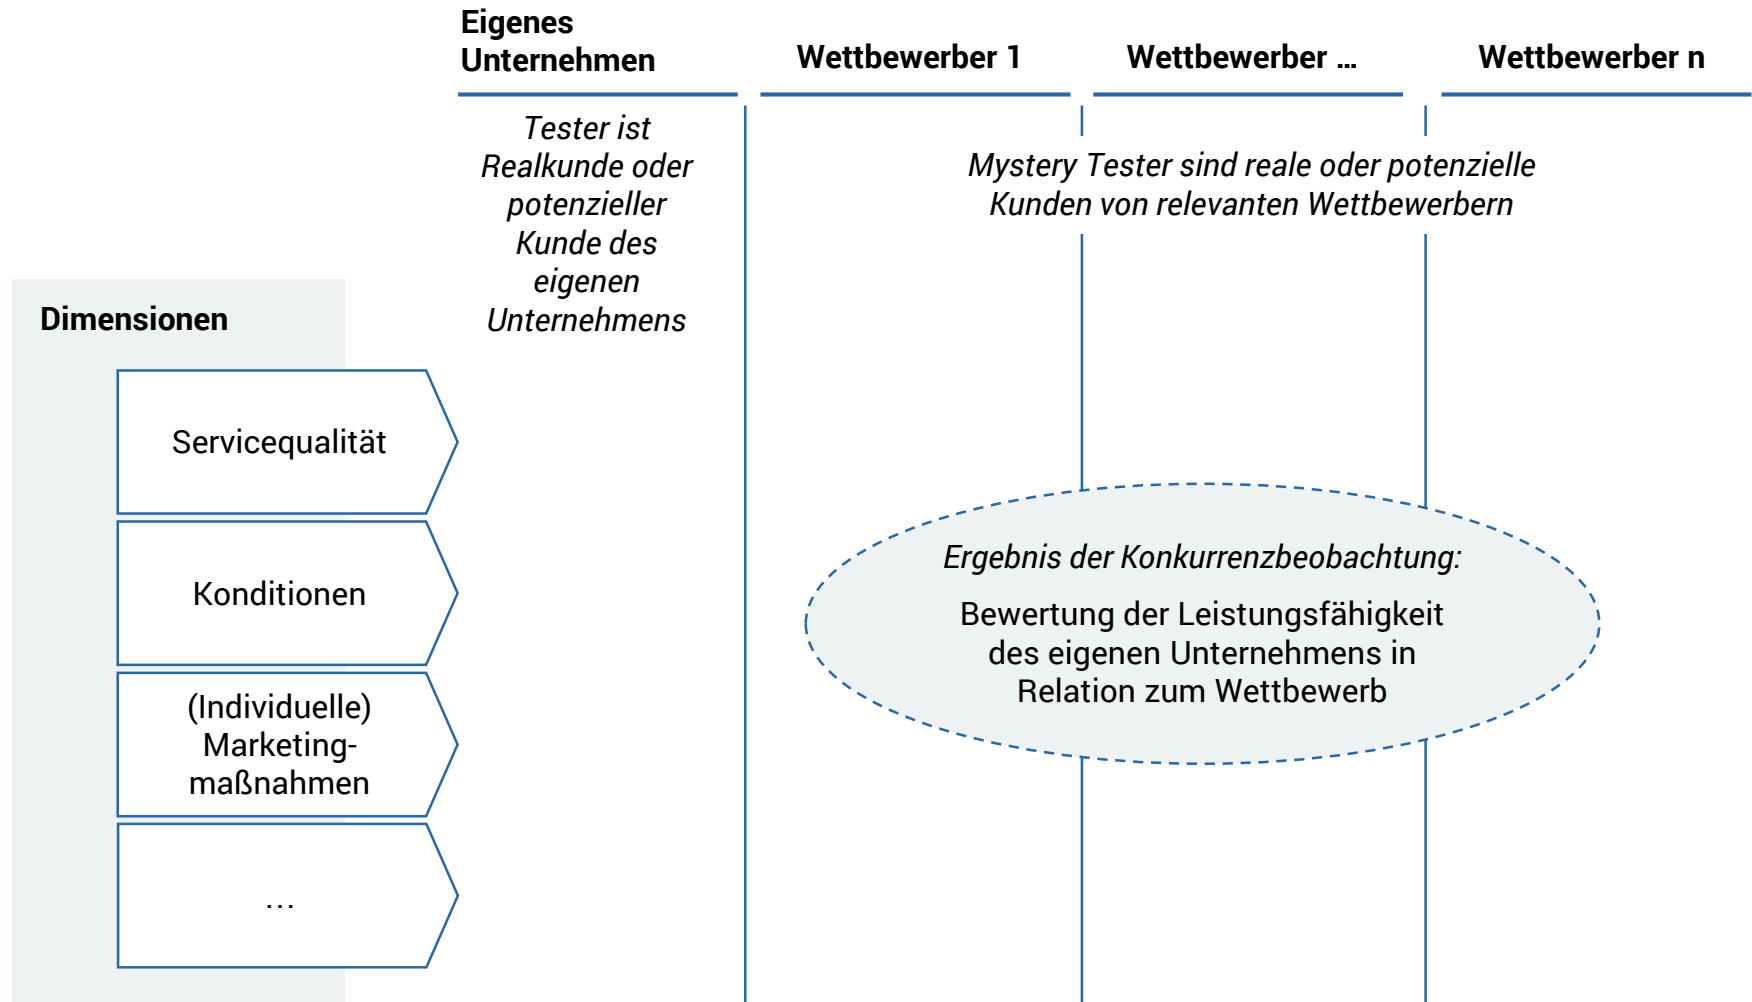 Eigenes
Unternehmen
Wettbewerber 1
Wettbewerber ...
Wettbewerber n
Tester ist
Realkunde oder
potenzieller
Kunde des
eigenen
Unternehmens
Mystery Tester sind reale oder potenzielle
Kunden von relevanten Wettbewerbern
Dimensionen
Servicequalität
Konditionen
(Individuelle)
Marketing-
maßnahmen
...
Ergebnis der Konkurrenzbeobachtung:
Bewertung der Leistungsfähigkeit
des eigenen Unternehmens in
Relation zum Wettbewerb